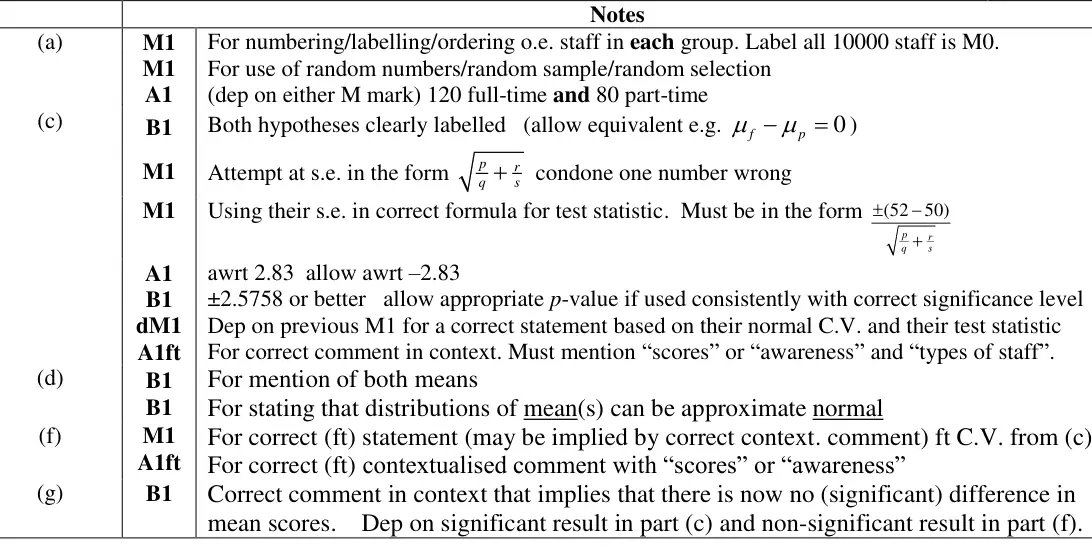 Notes
(a) M1 For numbering/labelling/ordering o.e. staff in each group. Label all 10000 staff is M0.
M1 For use of random numbers/random sample/random selection
A1 (dep on either M mark) 120 full-time and 80 part-time
(c) B1 Both hypotheses clearly labelled (allow equivalent e.g. μf − μp = 0 )
M1 Attempt at s.e. in the form √(p/q + r/s) condone one number wrong
M1 Using their s.e. in correct formula for test statistic. Must be in the form ±(52 – 50) / √(p/q + r/s)
A1 awrt 2.83 allow awrt –2.83
B1 ±2.5758 or better allow appropriate p-value if used consistently with correct significance level
dM1 Dep on previous M1 for a correct statement based on their normal C.V. and their test statistic
A1ft For correct comment in context. Must mention “scores” or “awareness” and “types of staff”.
(d) B1 For mention of both means
B1 For stating that distributions of mean(s) can be approximate normal
(f) M1 For correct (ft) statement (may be implied by correct context. comment) ft C.V. from (c)
A1ft For correct (ft) contextualised comment with “scores” or “awareness”
(g) B1 Correct comment in context that implies that there is now no (significant) difference in
mean scores. Dep on significant result in part (c) and non-significant result in part (f).